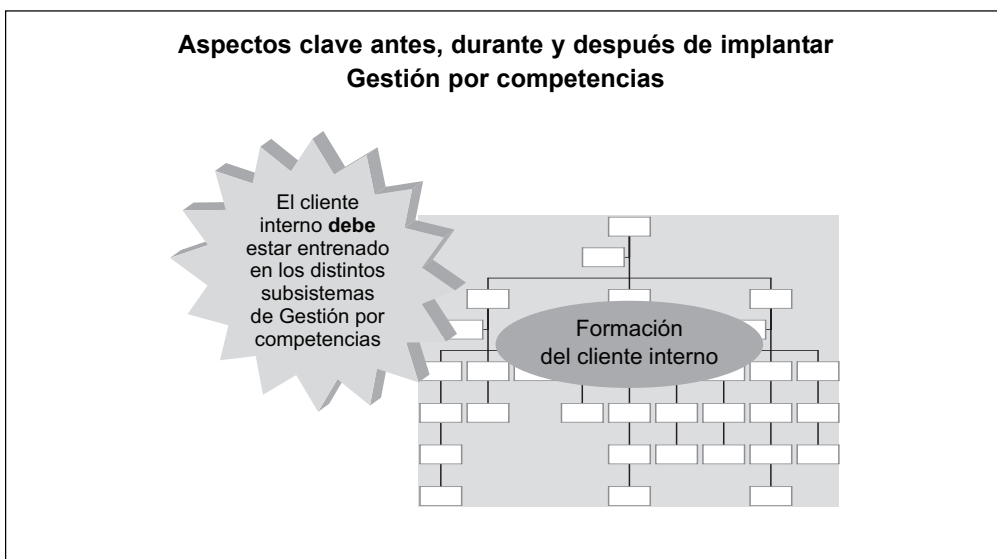 Aspectos clave antes, durante y después de implantar
Gestión por competencias
El cliente
interno debe
estar entrenado
en los distintos
subsistemas
de Gestión por
competencias
Formación
del cliente interno